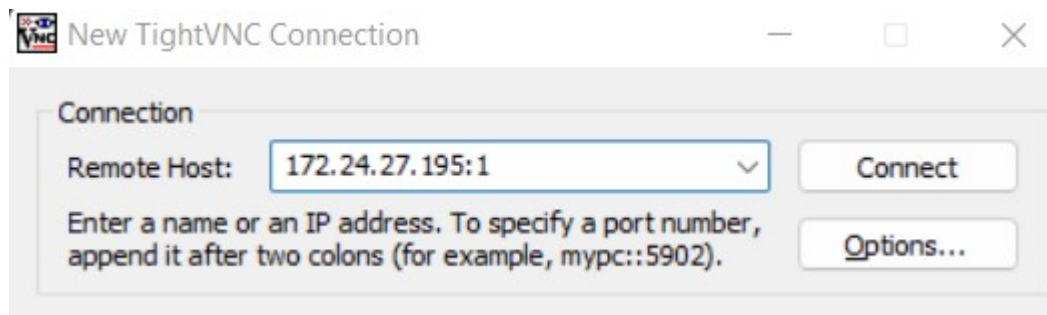 VNC New TightVNC Connection
Connection
Remote Host: 172.24.27.195:1 Connect
Enter a name or an IP address. To specify a port number,
append it after two colons (for example, mypc::5902).
Options...